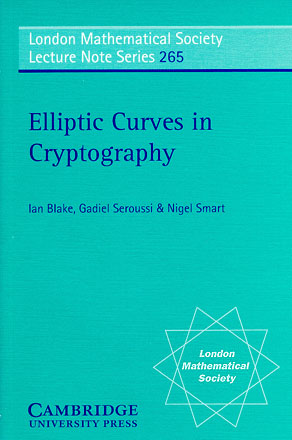 London Mathematical Society
Lecture Note Series 265
Elliptic Curves in
Cryptography
Ian Blake, Gadiel Seroussi & Nigel Smart
London
Mathematical
Society
CAMBRIDGE
UNIVERSITY PRESS